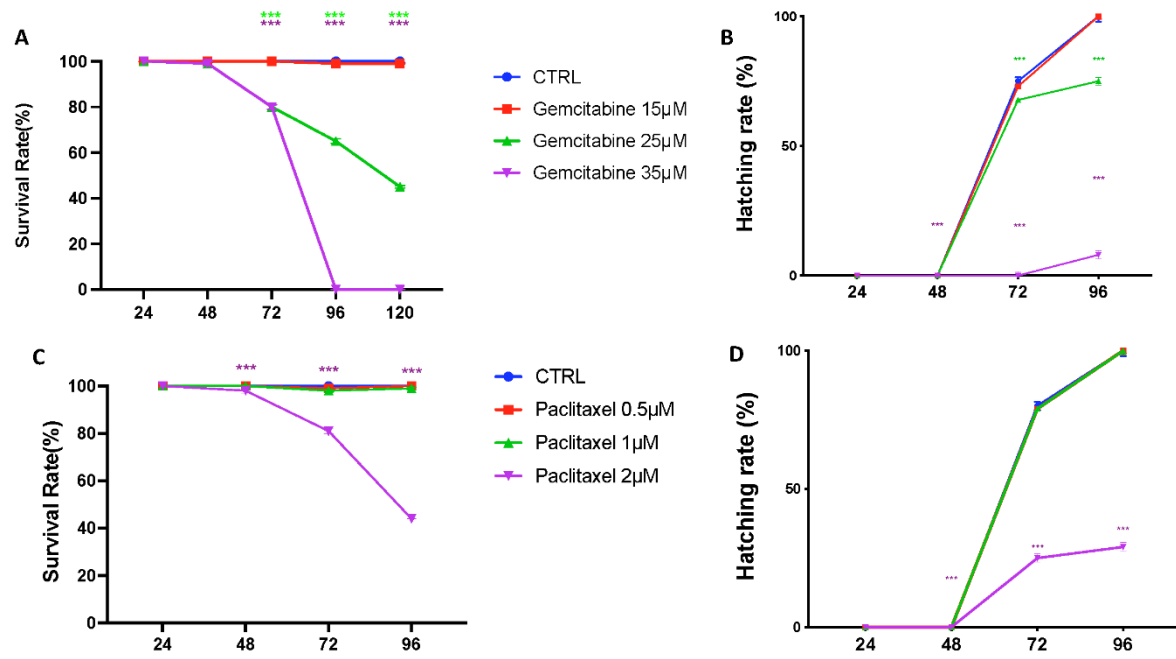 A
*** *** ***
*** *** ***
Survival Rate(%)
100
80
60
40
20
0
24 48 72 96 120
CTRL
Gemcitabine 15µM
Gemcitabine 25µM
Gemcitabine 35µM
B
Hatching rate (%)
100
50
0
*** ***
***
*** ***
24 48 72 96
C
*** *** ***
Survival Rate(%)
100
80
60
40
20
0
24 48 72 96
CTRL
Paclitaxel 0.5µM
Paclitaxel 1µM
Paclitaxel 2µM
D
Hatching rate (%)
100
50
0
***
***
***
24 48 72 96